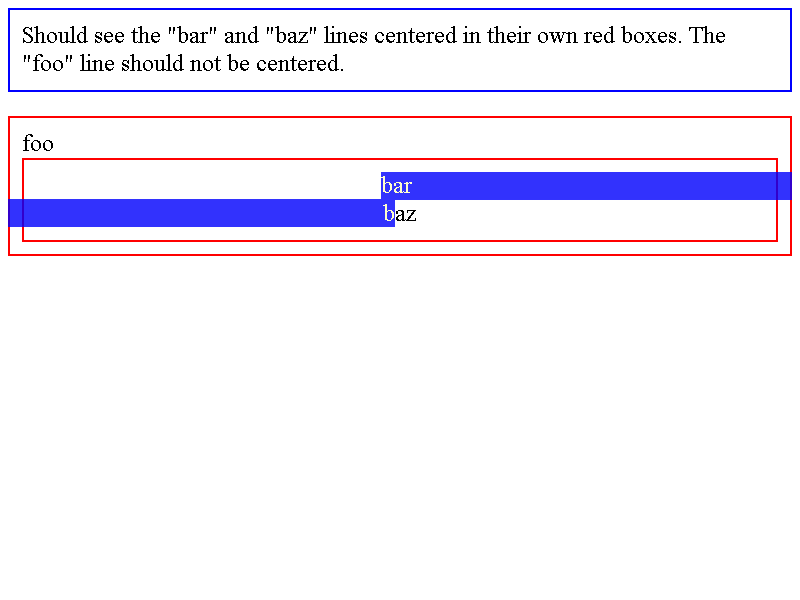 Should see the "bar" and "baz" lines centered in their own red boxes. The
"foo" line should not be centered.
foo
bar
baz